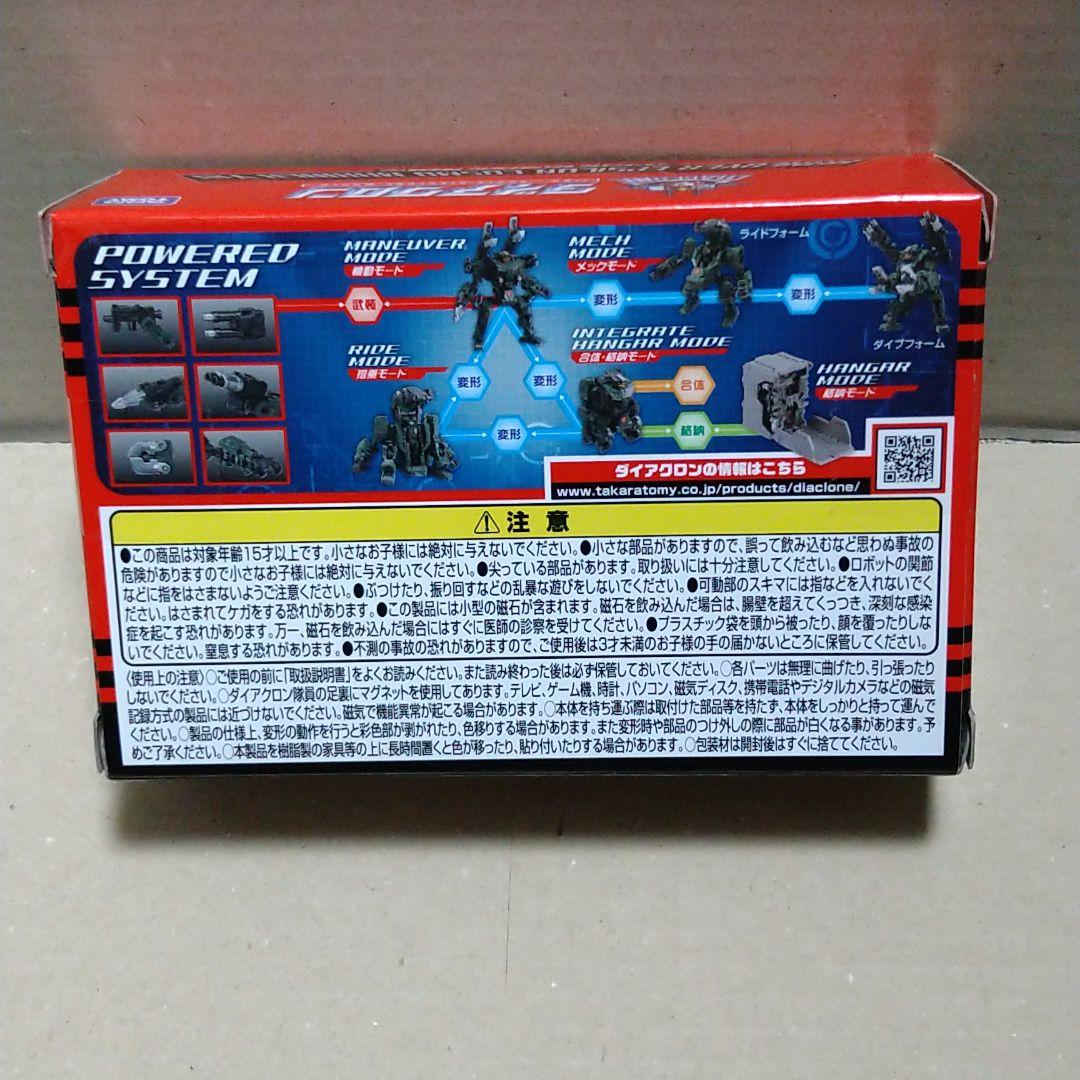 ダイアクロン
POWERED
SYSTEM
MANEUVER
MODE
機動モード
武装
MECH
MODE
メックモード
ライドフォーム
変形
変形
ダイブフォーム
RIDE
MODE
搭乗モード
変形
変形
変形
INTEGRATE
HANGAR MODE
合体・格納モード
合体
格納
HANGAR
MODE
格納モード
ダイアクロンの情報はこちら
www.takaratomy.co.jp/products/diaclone/
⚠注 意
●この商品は対象年齢15才以上です。小さなお子様には絶対に与えないでください。●小さな部品がありますので、誤って飲み込むなど思わぬ事故の
危険がありますので小さなお子様には絶対に与えないでください。●尖っている部品があります。取り扱いには十分注意してください。●ロボットの関節
などに指をはさまないようご注意ください。●ぶつけたり、振り回すなどの乱暴な遊びをしないでください。●可動部のスキマには指などを入れないでく
ださい。はさまれてケガをする恐れがあります。●この製品には小型の磁石が含まれます。磁石を飲み込んだ場合は、腸壁を超えてくっつき、深刻な感染
症を起こす恐れがあります。万一、磁石を飲み込んだ場合にはすぐに医師の診察を受けてください。●プラスチック袋を頭から被ったり、顔を覆ったりしな
いでください。窒息する恐れがあります。●不測の事故の恐れがありますので、ご使用後は3才未満のお子様の手の届かないところに保管してください。
〈使用上の注意〉○ご使用の前に「取扱説明書」をよくお読みください。また読み終わった後は必ず保管しておいてください。○各パーツは無理に曲げたり、引っ張ったり
しないでください。○ダイアクロン隊員の足裏にマグネットを使用してあります。テレビ、ゲーム機、時計、パソコン、磁気ディスク、携帯電話やデジタルカメラなどの磁気
記録方式の製品には近づけないでください。磁気で機能異常が起こる場合があります。○本体を持ち運ぶ際は取付けた部品等を持たず、本体をしっかりと持って運んで
ください。○製品の仕様上、変形の動作を行うと彩色部が剥がれたり、色移りする場合があります。また変形時や部品のつけ外しの際に部品が白くなる事があります。予
めご了承ください。○本製品を樹脂製の家具等の上に長時間置くと色が移ったり、貼り付いたりする場合があります。○包装材は開封後はすぐに捨ててください。